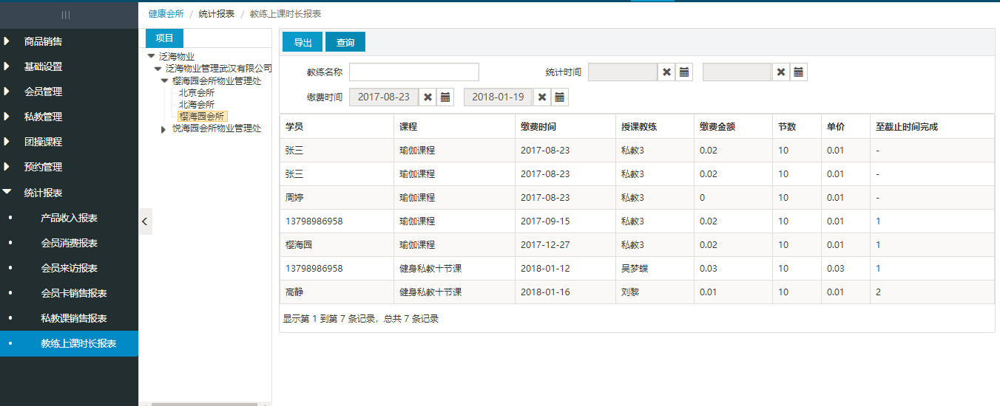 健康会所 / 统计报表 / 教练上课时长报表
商品销售
基础设置
会员管理
私教管理
团操课程
预约管理
统计报表
产品收入报表
会员消费报表
会员来访报表
会员卡销售报表
私教课销售报表
教练上课时长报表
项目
泛海物业
泛海物业管理武汉有限公司
樱海园会所物业管理处
北京会所
北海会所
樱海园会所
悦海园会所物业管理处
导出 查询
教练名称 统计时间
缴费时间 2017-08-23 2018-01-19
学员 课程 缴费时间 授课教练 缴费金额 节数 单价 至截止时间完成
张三 瑜伽课程 2017-08-23 私教3 0.02 10 0.01 -
张三 瑜伽课程 2017-08-23 私教3 0.02 10 0.01 -
周婷 瑜伽课程 2017-08-23 私教3 0 10 0.01 -
13798986958 瑜伽课程 2017-09-15 私教3 0.02 10 0.01 1
樱海园 瑜伽课程 2017-12-27 私教3 0.02 10 0.01 1
13798986958 健身私教十节课 2018-01-12 吴梦蝶 0.03 10 0.03 1
高静 健身私教十节课 2018-01-16 刘黎 0.01 10 0.01 2
显示第 1 到第 7 条记录，总共 7 条记录